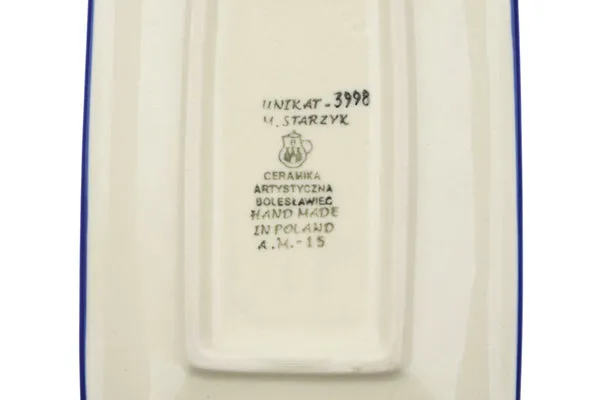 UNIKAT-3998
M. STARZYK
CERAMIKA
ARTYSTYCZNA
BOLESŁAWIEC
HAND MADE
IN POLAND
A.M.-15